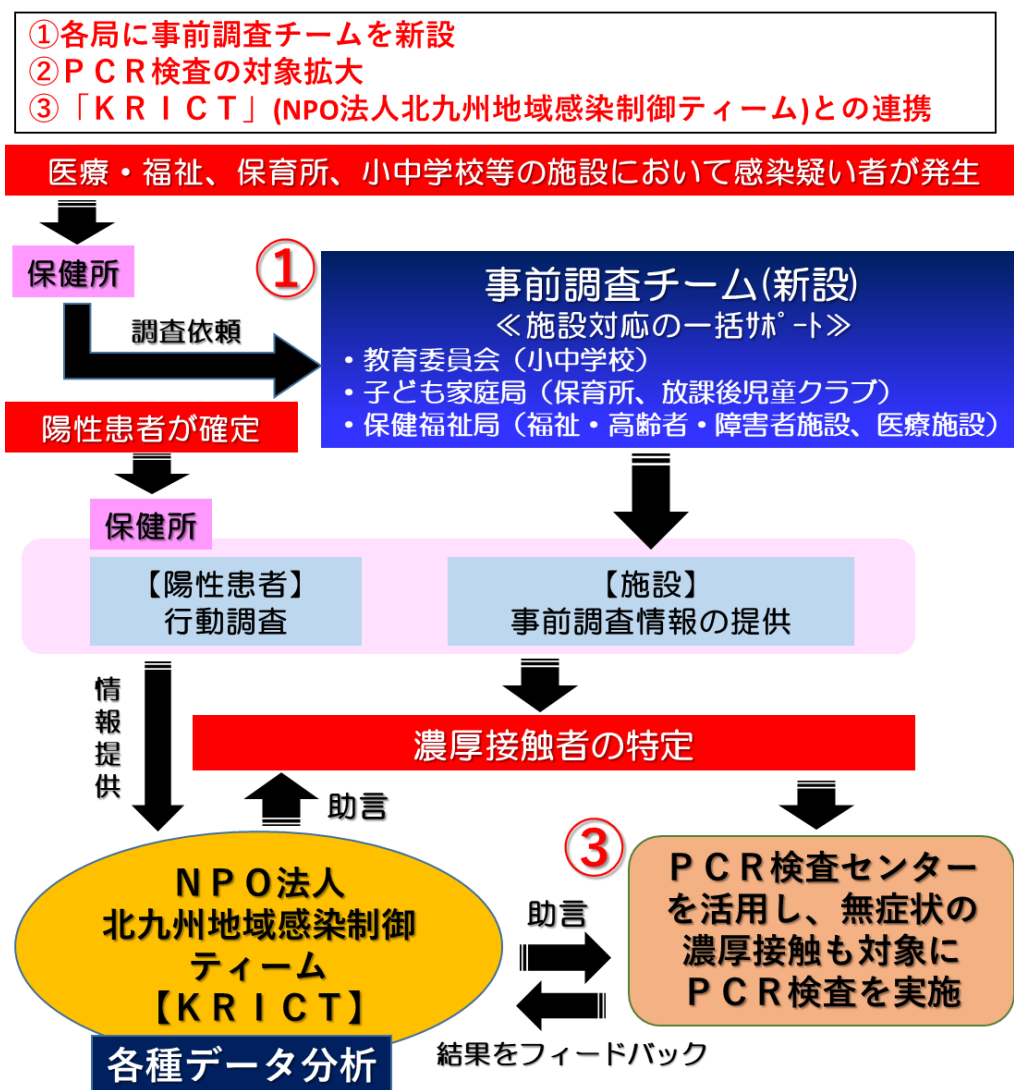 ①各局に事前調査チームを新設
②ＰＣＲ検査の対象拡大
③「ＫＲＩＣＴ」(NPO法人北九州地域感染制御ティーム)との連携
医療・福祉、保育所、小中学校等の施設において感染疑い者が発生
保健所
①
調査依頼
事前調査チーム(新設)
≪施設対応の一括ｻﾎﾟｰﾄ≫
・教育委員会（小中学校）
・子ども家庭局（保育所、放課後児童クラブ）
・保健福祉局（福祉・高齢者・障害者施設、医療施設）
陽性患者が確定
保健所
【陽性患者】
行動調査
【施設】
事前調査情報の提供
情報提供
濃厚接触者の特定
助言
③
ＮＰＯ法人
北九州地域感染制御
ティーム
【ＫＲＩＣＴ】
各種データ分析
助言
結果をフィードバック
ＰＣＲ検査センター
を活用し、無症状の
濃厚接触も対象に
ＰＣＲ検査を実施